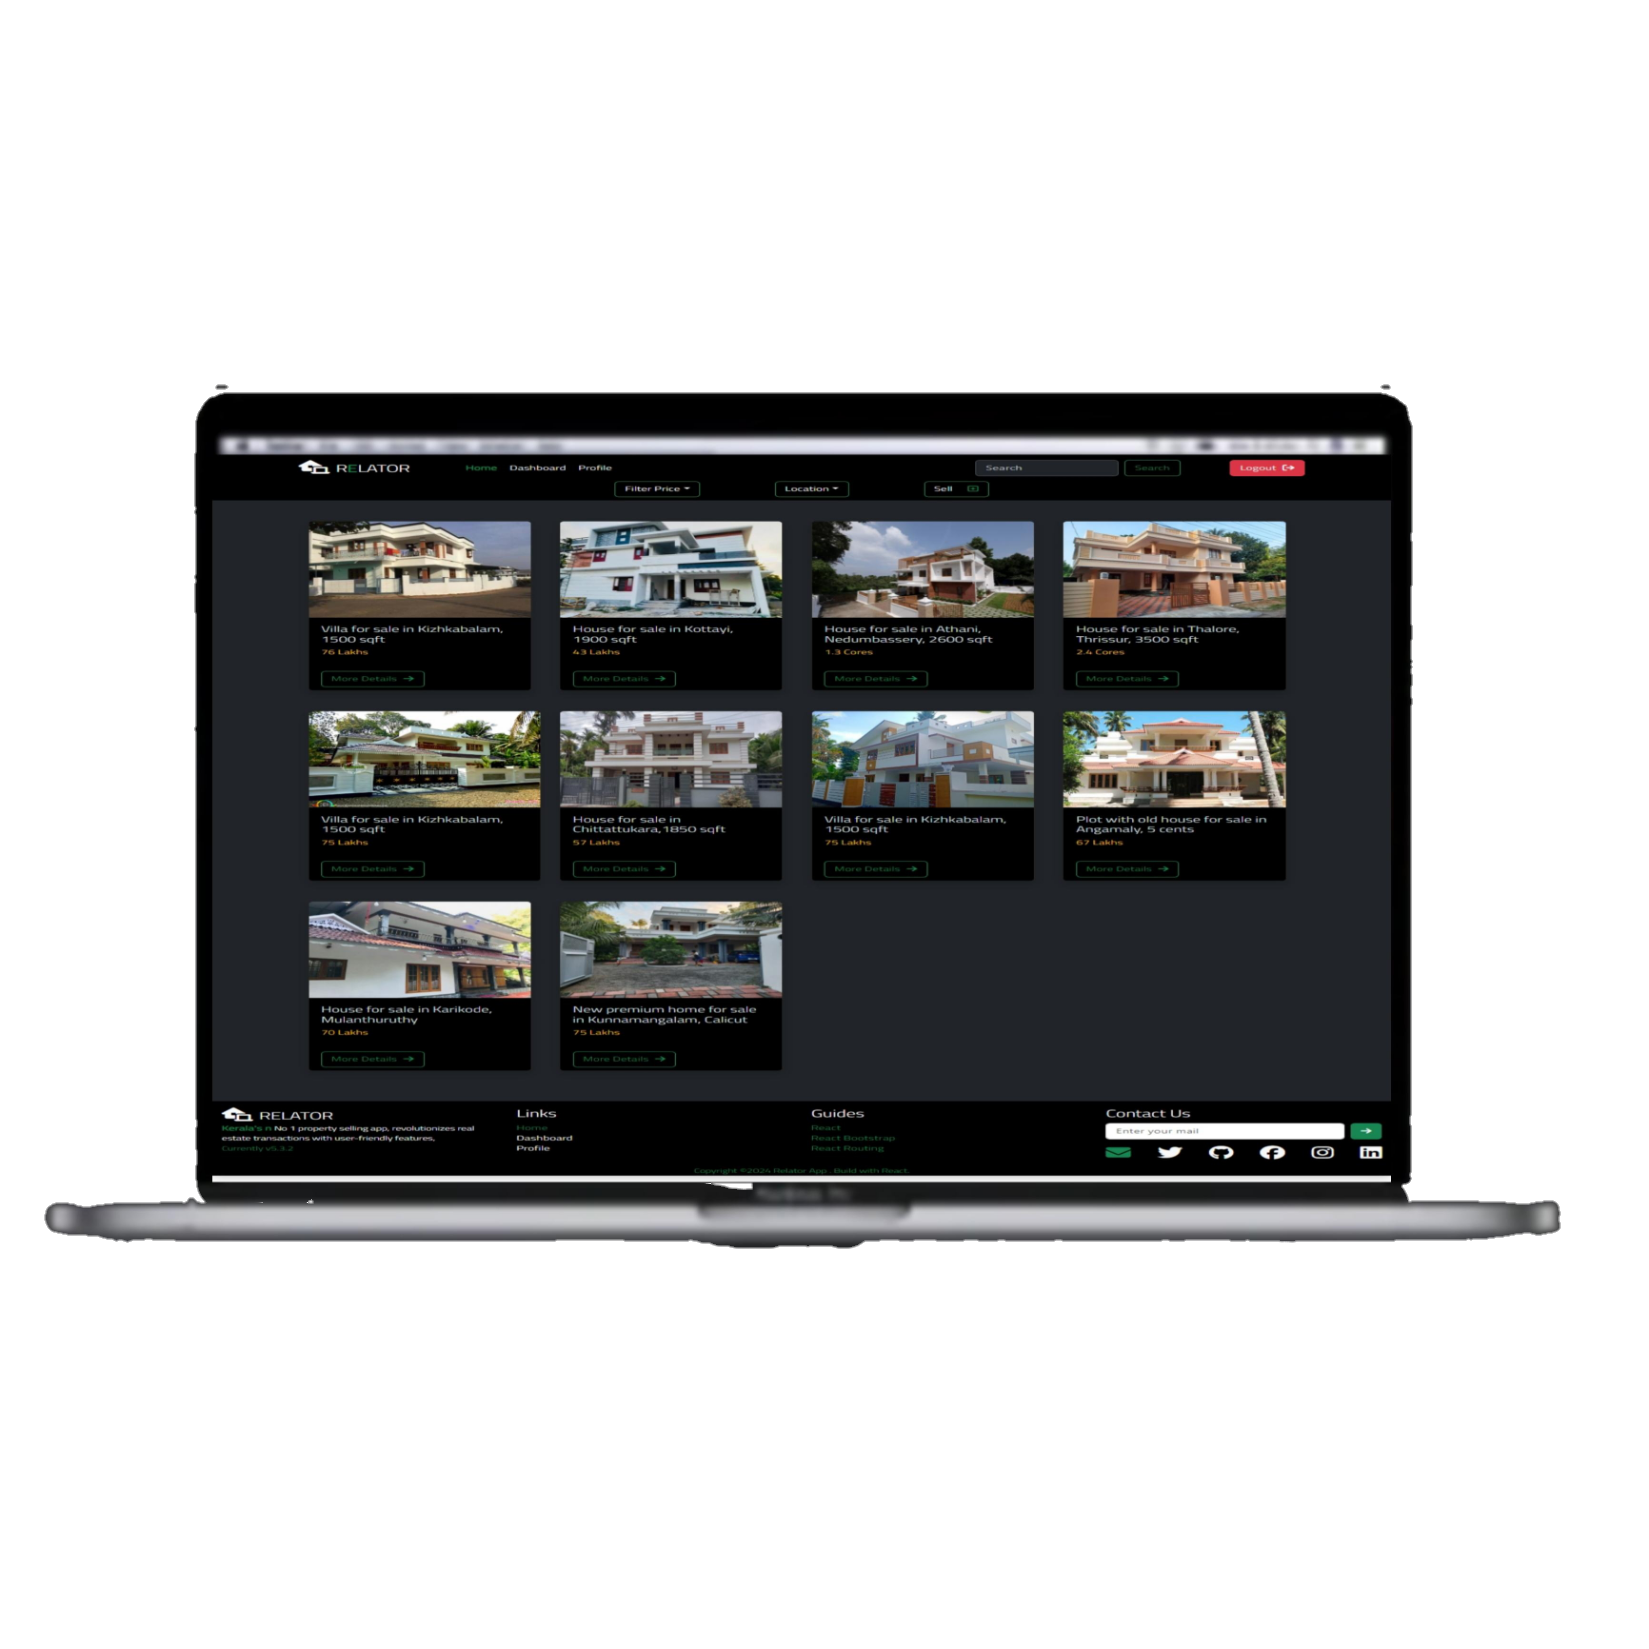 RELATOR
Home Dashboard Profile
Search
Search
Logout
Filter Price
Location
Sell
Villa for sale in Kizhkabalam,
1500 sqft
76 Lakhs
More Details
House for sale in Kottayi,
1900 sqft
43 Lakhs
More Details
House for sale in Athani,
Nedumbassery, 2600 sqft
1.3 Cores
More Details
House for sale in Thalore,
Thrissur, 3500 sqft
2.4 Cores
More Details
Villa for sale in Kizhkabalam,
1500 sqft
75 Lakhs
More Details
House for sale in
Chittattukara,1850 sqft
57 Lakhs
More Details
Villa for sale in Kizhkabalam,
1500 sqft
75 Lakhs
More Details
Plot with old house for sale in
Angamaly, 5 cents
67 Lakhs
More Details
House for sale in Karikode,
Mulanthuruthy
70 Lakhs
More Details
New premium home for sale
in Kunnamangalam, Calicut
75 Lakhs
More Details
RELATOR
Kerala's n No 1 property selling app, revolutionizes real
estate transactions with user-friendly features,
Currently v5.3.2
Links
Home
Dashboard
Profile
Guides
React
React Bootstrap
React Routing
Contact Us
Enter your mail
Copyright ©2024 Relator App . Build with React.